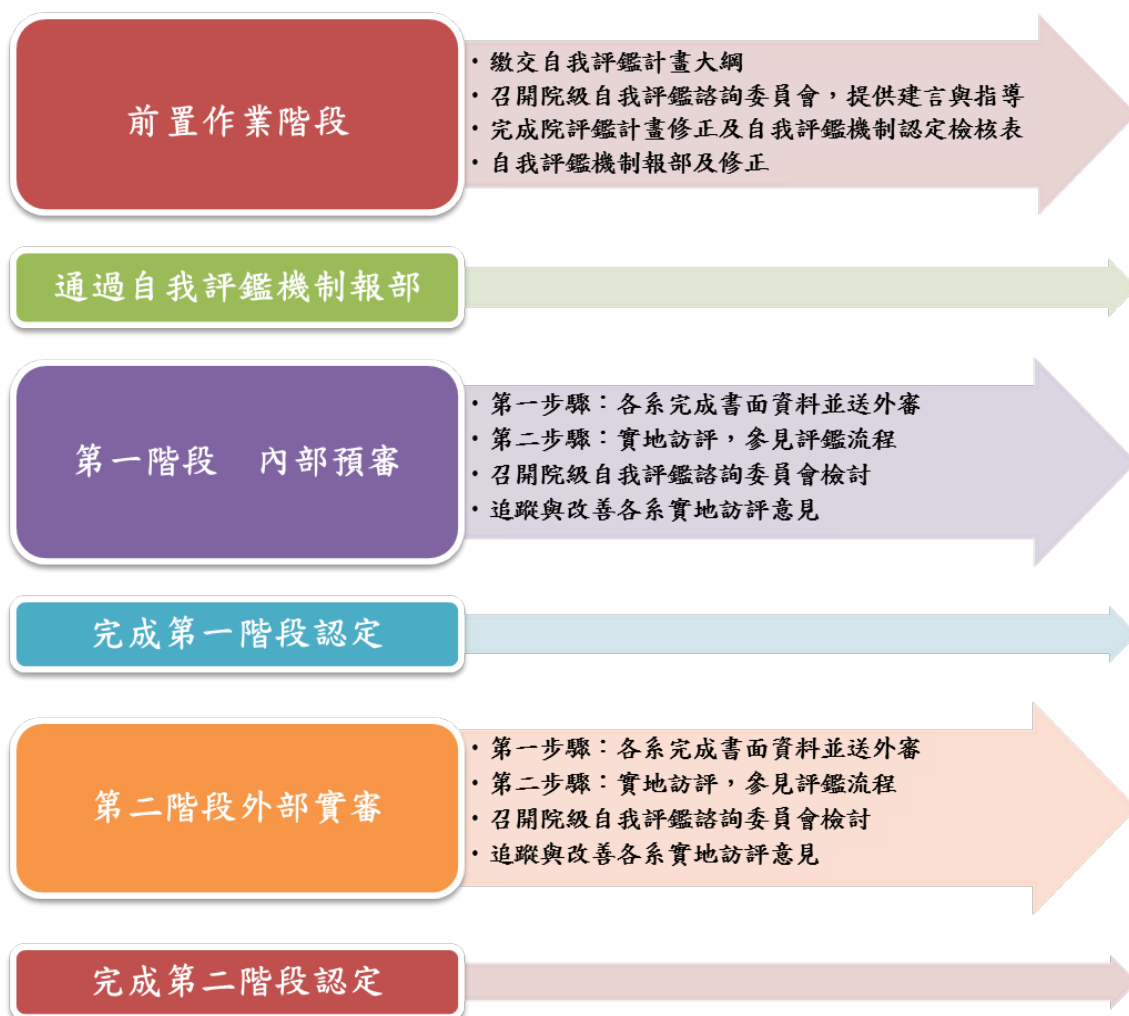 前置作業階段
・繳交自我評鑑計畫大綱
・召開院級自我評鑑諮詢委員會，提供建言與指導
・完成院評鑑計畫修正及自我評鑑機制認定檢核表
・自我評鑑機制報部及修正
通過自我評鑑機制報部
第一階段　內部預審
・第一步驟：各系完成書面資料並送外審
・第二步驟：實地訪評，參見評鑑流程
・召開院級自我評鑑諮詢委員會檢討
・追蹤與改善各系實地訪評意見
完成第一階段認定
第二階段外部實審
・第一步驟：各系完成書面資料並送外審
・第二步驟：實地訪評，參見評鑑流程
・召開院級自我評鑑諮詢委員會檢討
・追蹤與改善各系實地訪評意見
完成第二階段認定